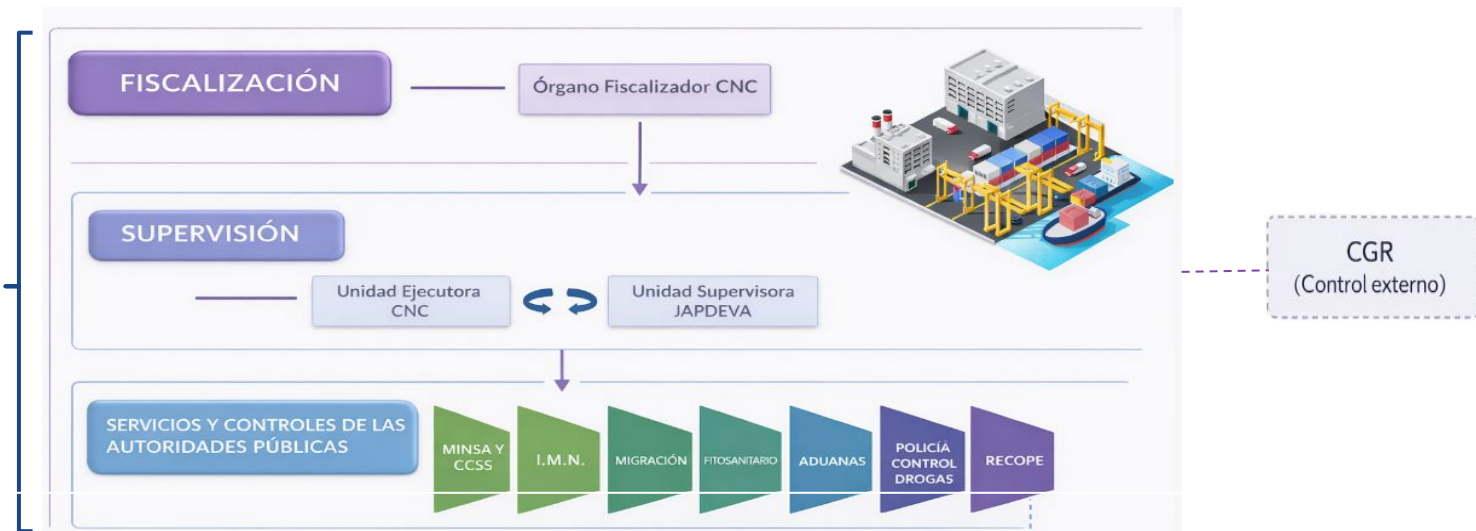 FISCALIZACIÓN
Órgano Fiscalizador CNC
SUPERVISIÓN
Unidad Ejecutora
CNC
Unidad Supervisora
JAPDEVA
CGR
(Control externo)
SERVICIOS Y CONTROLES DE LAS
AUTORIDADES PÚBLICAS
MINSA Y
CCSS
I.M.N.
MIGRACIÓN
FITOSANITARIO
ADUANAS
POLICÍA
CONTROL
DROGAS
RECOPE